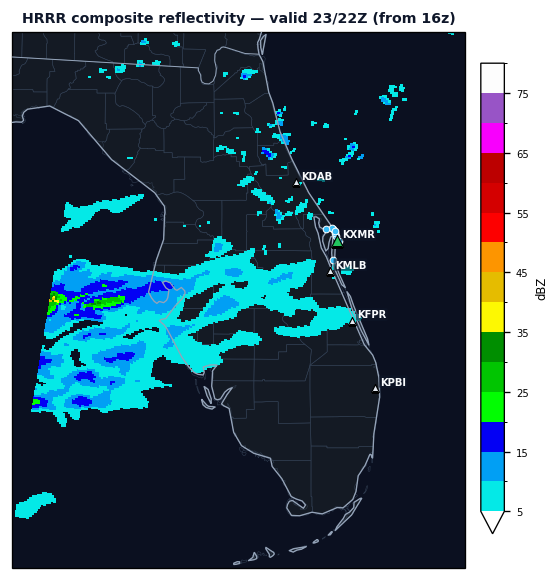 HRRR composite reflectivity — valid 23/22Z (from 16z)
KDAB
KXMR
KMLB
KFPR
KPBI
75
65
55
45
35
25
15
5
dBZ